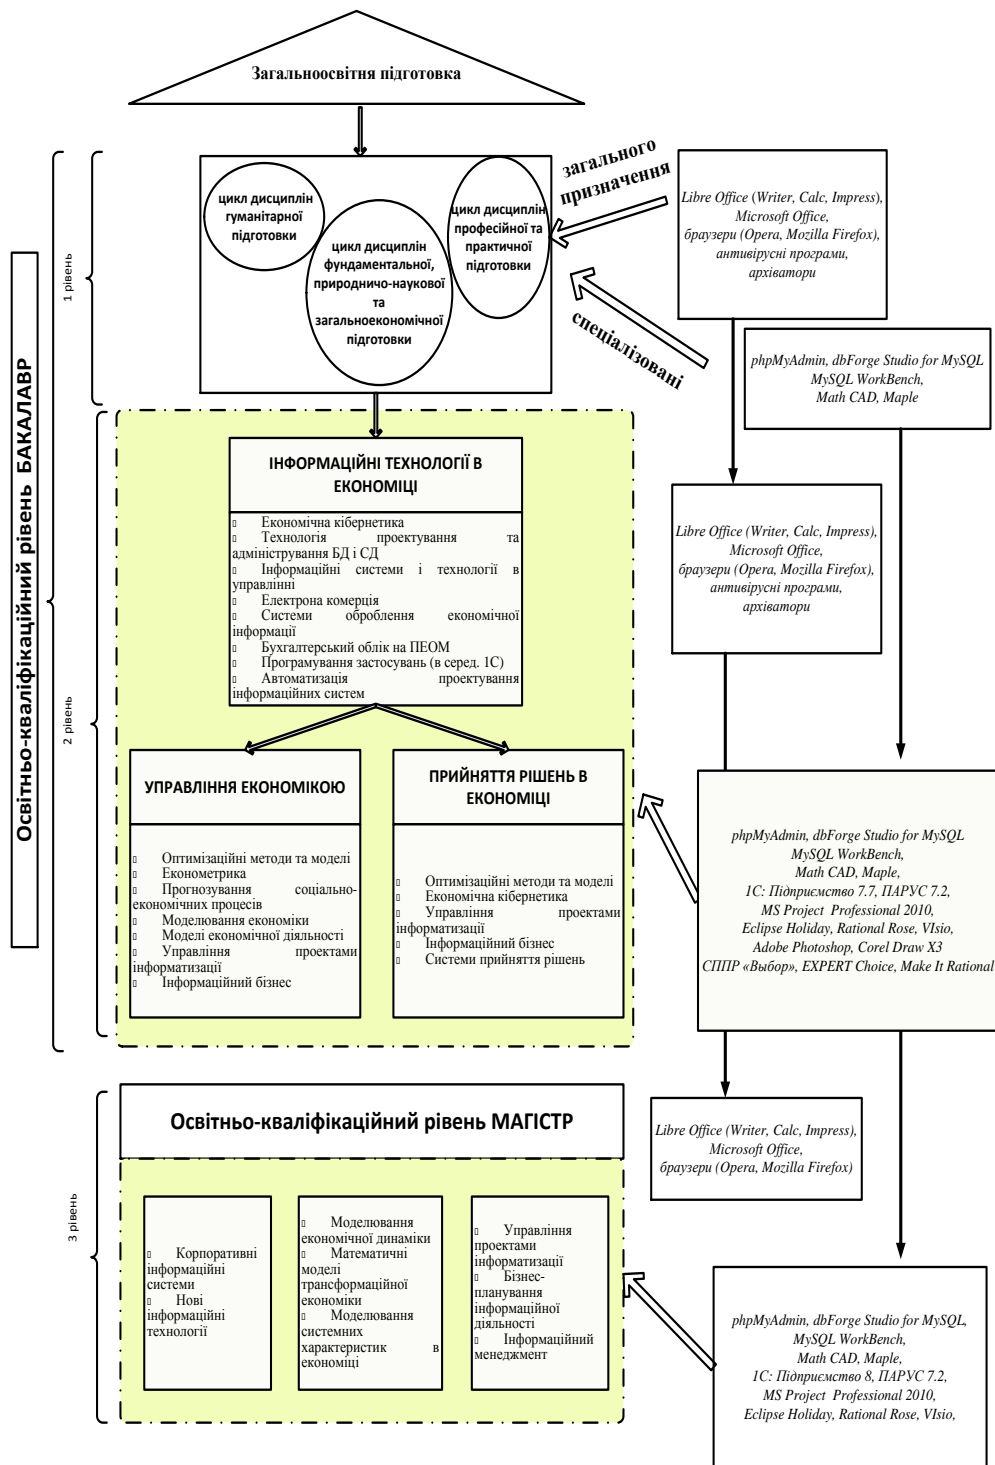 Загальноосвітня підготовка
загального
призначення
спеціалізовані
цикл дисциплін
гуманітарної
підготовки
цикл дисциплін
фундаментальної,
природничо-наукової
та
загальноекономічної
підготовки
цикл дисциплін
професійної та
практичної
підготовки
Libre Office (Writer, Calc, Impress),
Microsoft Office,
браузери (Opera, Mozilla Firefox),
антивірусні програми,
архіватори
phpMyAdmin, dbForge Studio for MySQL
MySQL WorkBench,
Math CAD, Maple
1 рівень
Освітньо-кваліфікаційний рівень БАКАЛАВР
2 рівень
ІНФОРМАЦІЙНІ ТЕХНОЛОГІЇ В
ЕКОНОМІЦІ
Економічна кібернетика
Технологія проектування та
адміністрування БД і СД
Інформаційні системи і технології в
управлінні
Електрона комерція
Системи оброблення економічної
інформації
Бухгалтерський облік на ПЕОМ
Програмування застосувань (в серед. 1С)
Автоматизація проектування
інформаційних систем
Libre Office (Writer, Calc, Impress),
Microsoft Office,
браузери (Opera, Mozilla Firefox),
антивірусні програми,
архіватори
УПРАВЛІННЯ ЕКОНОМІКОЮ
Оптимізаційні методи та моделі
Економетрика
Прогнозування соціально-
економічних процесів
Моделювання економіки
Моделі економічної діяльності
Управління проектами
інформатизації
Інформаційний бізнес
ПРИЙНЯТТЯ РІШЕНЬ В
ЕКОНОМІЦІ
Оптимізаційні методи та моделі
Економічна кібернетика
Управління проектами
інформатизації
Інформаційний бізнес
Системи прийняття рішень
phpMyAdmin, dbForge Studio for MySQL
MySQL WorkBench,
Math CAD, Maple,
1С: Підприємство 7.7, ПАРУС 7.2,
MS Project Professional 2010,
Eclipse Holiday, Rational Rose, VIsio,
Adobe Photoshop, Corel Draw X3
СППР «Выбор», EXPERT Choice, Make It Rational
3 рівень
Освітньо-кваліфікаційний рівень МАГІСТР
Libre Office (Writer, Calc, Impress),
Microsoft Office,
браузери (Opera, Mozilla Firefox)
Корпоративні
інформаційні
системи
Нові
інформаційні
технології
Моделювання
економічної динаміки
Математичні
моделі
трансформаційної
економіки
Моделювання
системних
характеристик в
економіці
Управління
проектами
інформатизації
Бізнес-
планування
інформаційної
діяльності
Інформаційний
менеджмент
phpMyAdmin, dbForge Studio for MySQL,
MySQL WorkBench,
Math CAD, Maple,
1С: Підприємство 8, ПАРУС 7.2,
MS Project Professional 2010,
Eclipse Holiday, Rational Rose, VIsio,